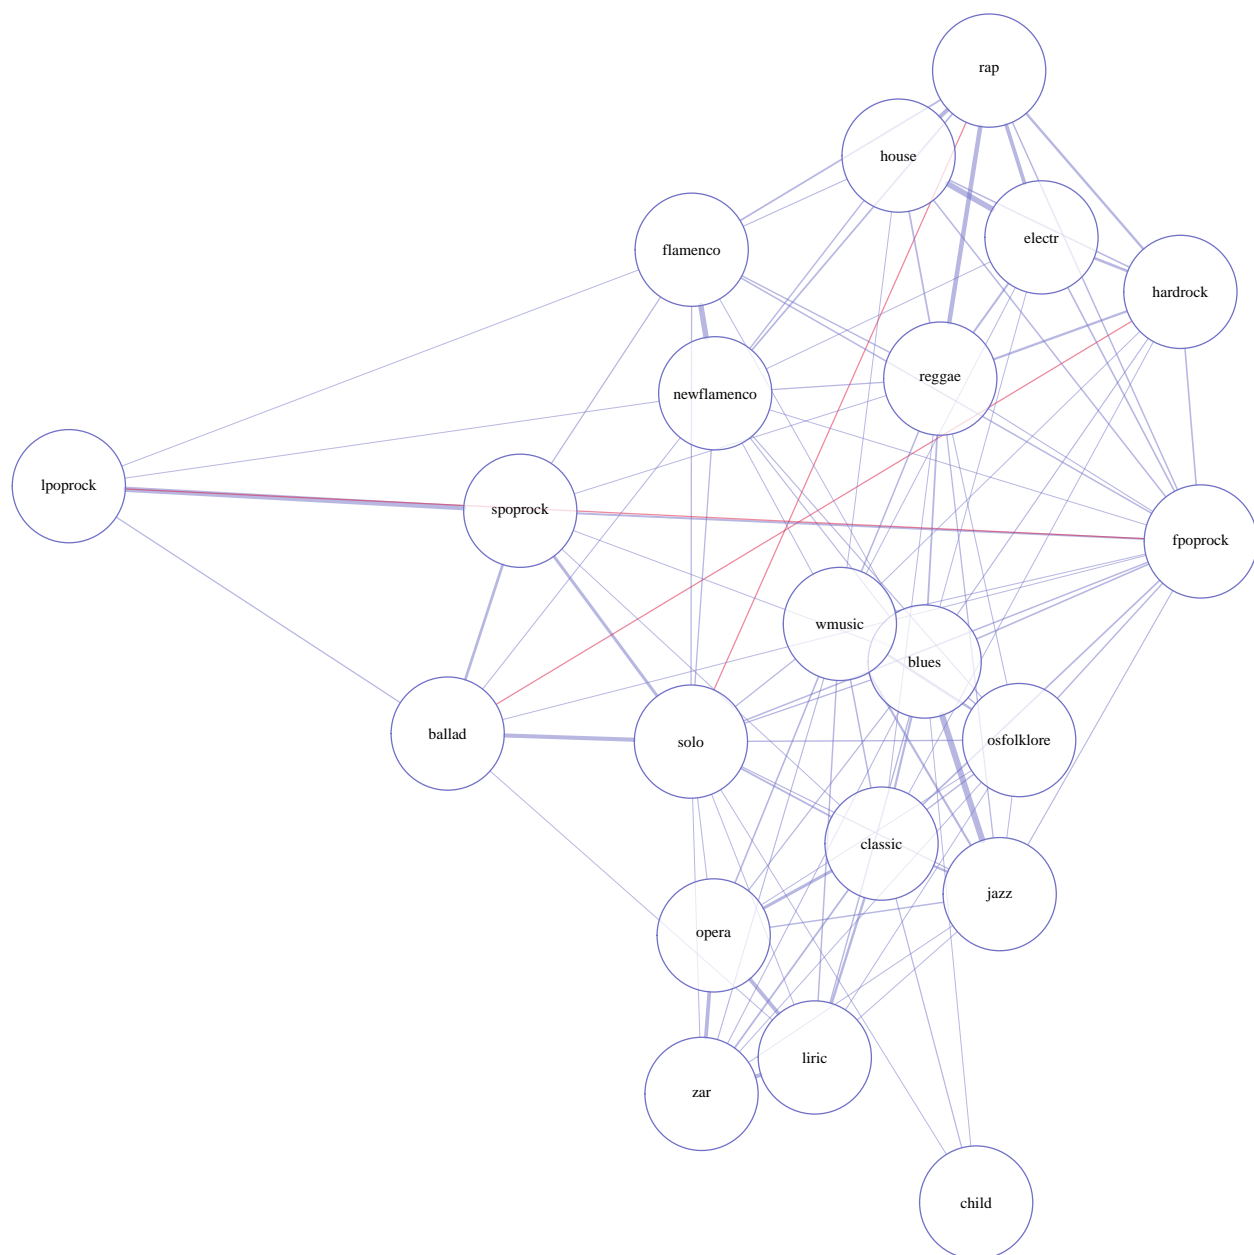 rap
house
electr
flamenco
hardrock
reggae
newflamenco
lpoprock
spoprock
fpoprock
wmusic
blues
ballad
solo
osfolklore
classic
jazz
opera
liric
zar
child